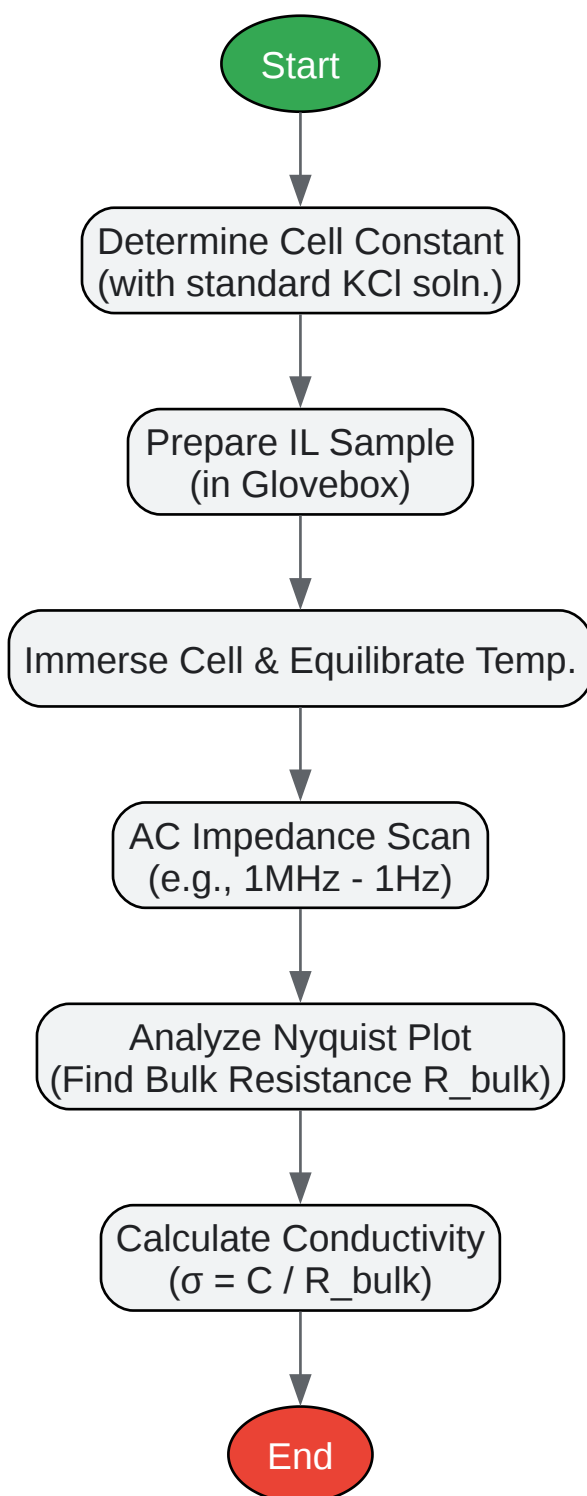 Start
Determine Cell Constant
(with standard KCl soln.)
Prepare IL Sample
(in Glovebox)
Immerse Cell & Equilibrate Temp.
AC Impedance Scan
(e.g., 1MHz - 1Hz)
Analyze Nyquist Plot
(Find Bulk Resistance R_bulk)
Calculate Conductivity
(σ = C / R_bulk)
End